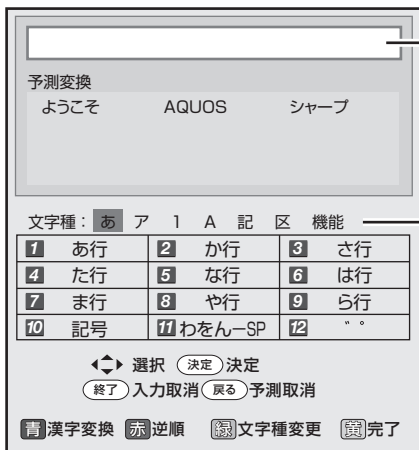 予測変換
ようこそ AQUOS シャープ
文字種： あ ア 1 A 記 区 機能
1 あ行 2 か行 3 さ行
4 た行 5 な行 6 は行
7 ま行 8 や行 9 ら行
10 記号 11 わをんーSP 12 ゛゜
選択 決定 決定
終了 入力取消 戻る 予測取消
青 漢字変換 赤 逆順 緑 文字種変更 黄 完了